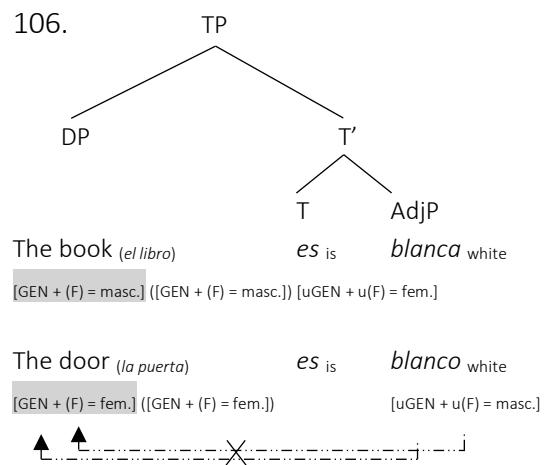 106.
TP
DP T’
T AdjP
The book (el libro) es is blanca white
[GEN + (F) = masc.] ([GEN + (F) = masc.]) [uGEN + u(F) = fem.]
The door (la puerta) es is blanco white
[GEN + (F) = fem.] ([GEN + (F) = fem.]) [uGEN + u(F) = masc.]